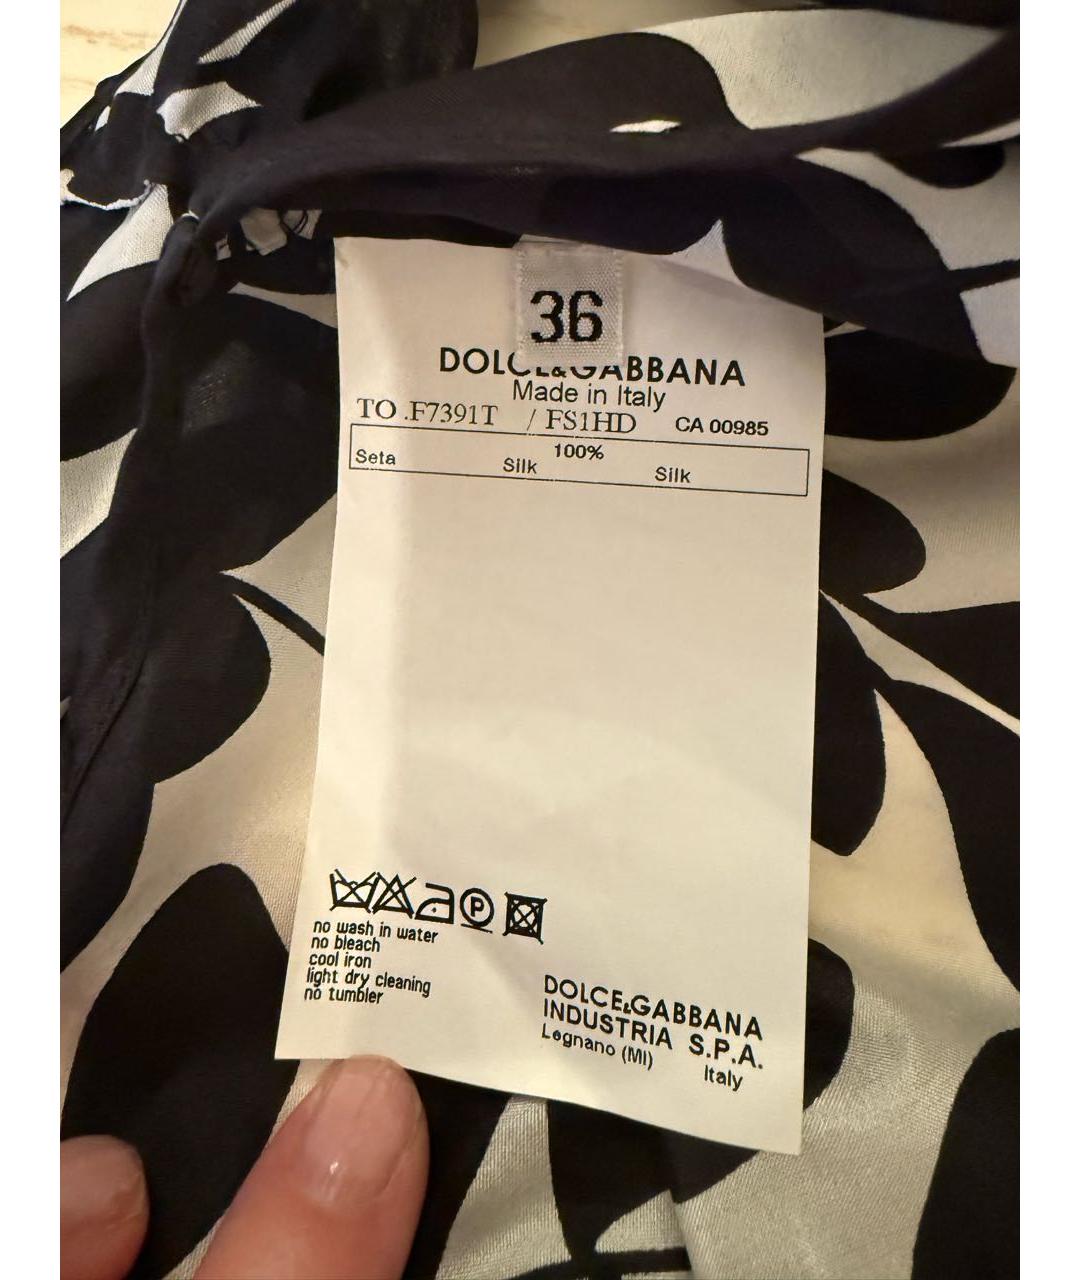 36
DOLCE&GABBANA
Made in Italy
TO .F7391T / FS1HD CA 00985
100%
Seta Silk Silk
P
no wash in water
no bleach
cool iron
light dry cleaning
no tumbler
DOLCE&GABBANA
INDUSTRIA S.P.A.
Legnano (MI)
Italy